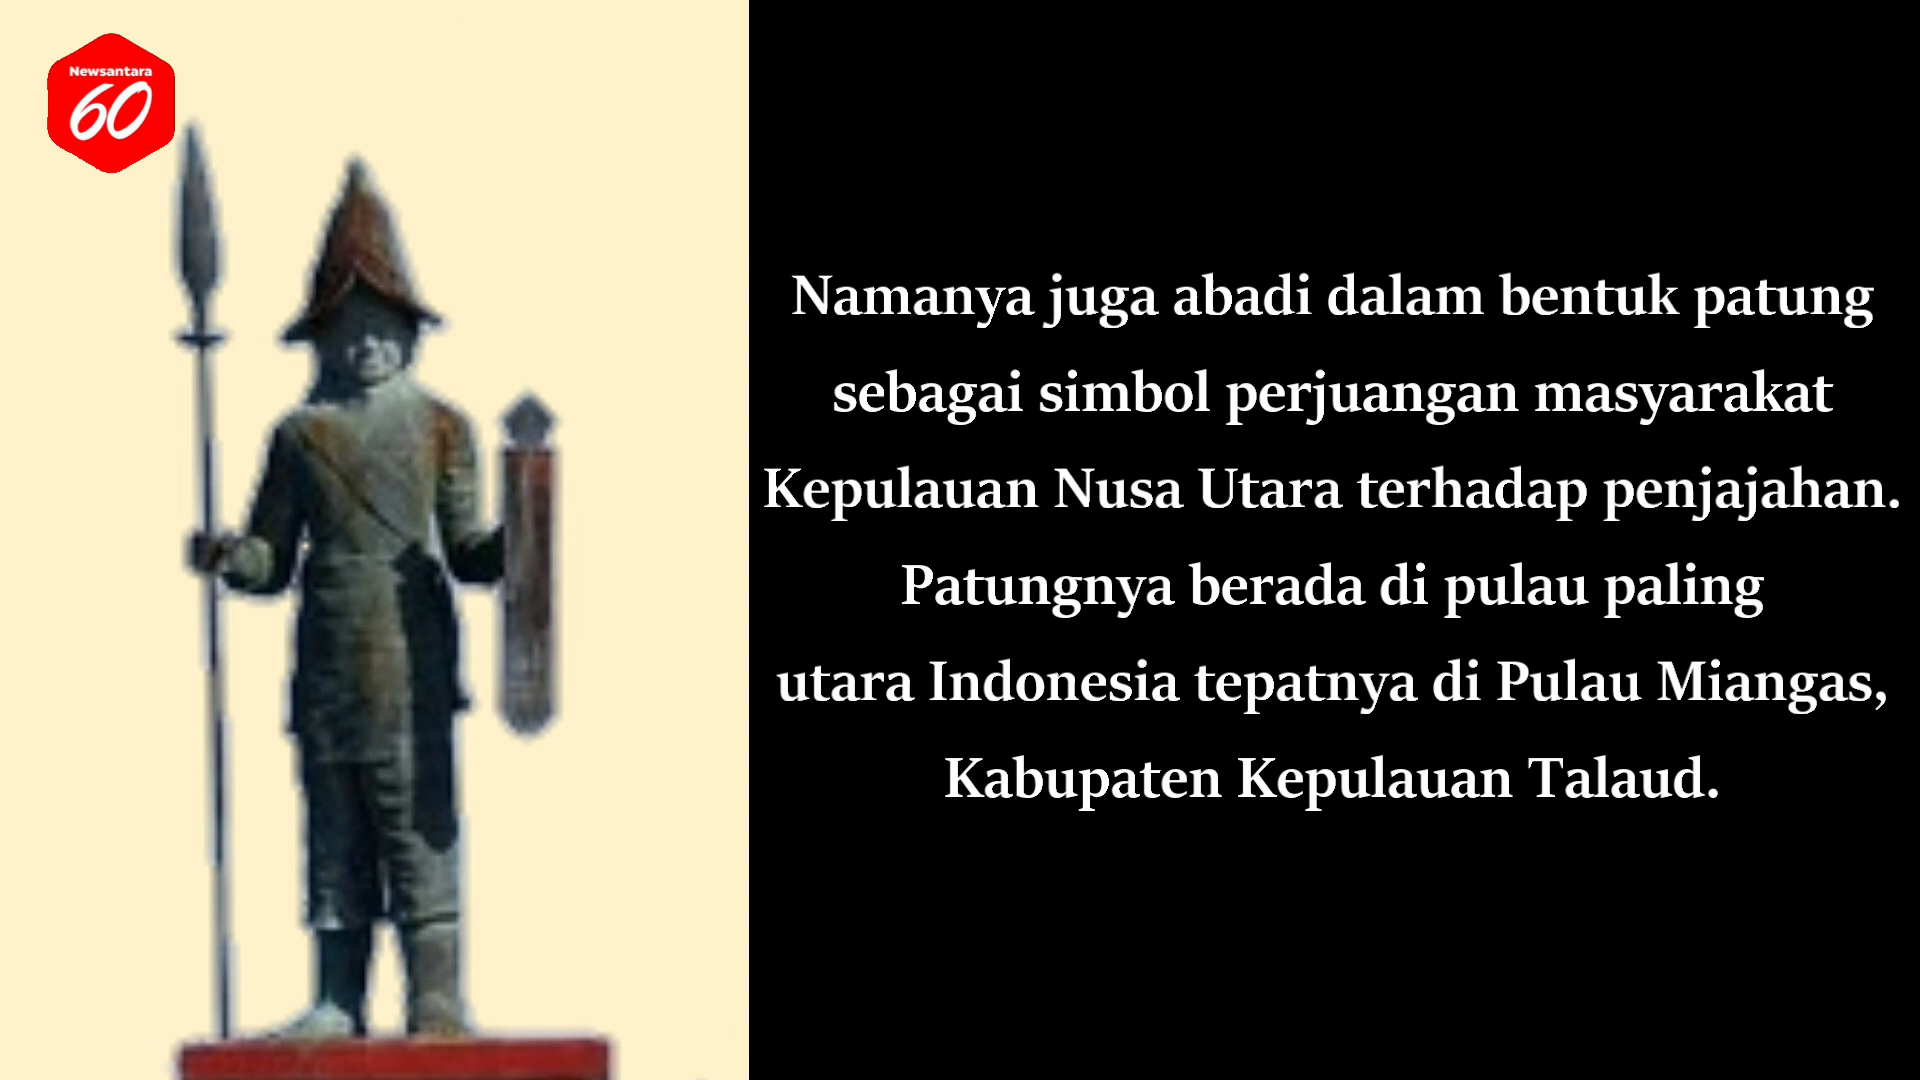 Newsantara
60
Namanya juga abadi dalam bentuk patung
sebagai simbol perjuangan masyarakat
Kepulauan Nusa Utara terhadap penjajahan.
Patungnya berada di pulau paling
utara Indonesia tepatnya di Pulau Miangas,
Kabupaten Kepulauan Talaud.